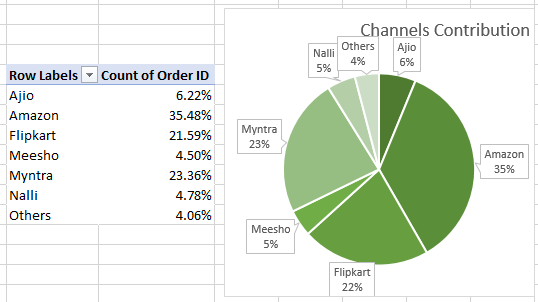 Row Labels Count of Order ID
Ajio 6.22%
Amazon 35.48%
Flipkart 21.59%
Meesho 4.50%
Myntra 23.36%
Nalli 4.78%
Others 4.06%
Channels Contribution
Ajio
6%
Amazon
35%
Flipkart
22%
Meesho
5%
Myntra
23%
Nalli
5%
Others
4%